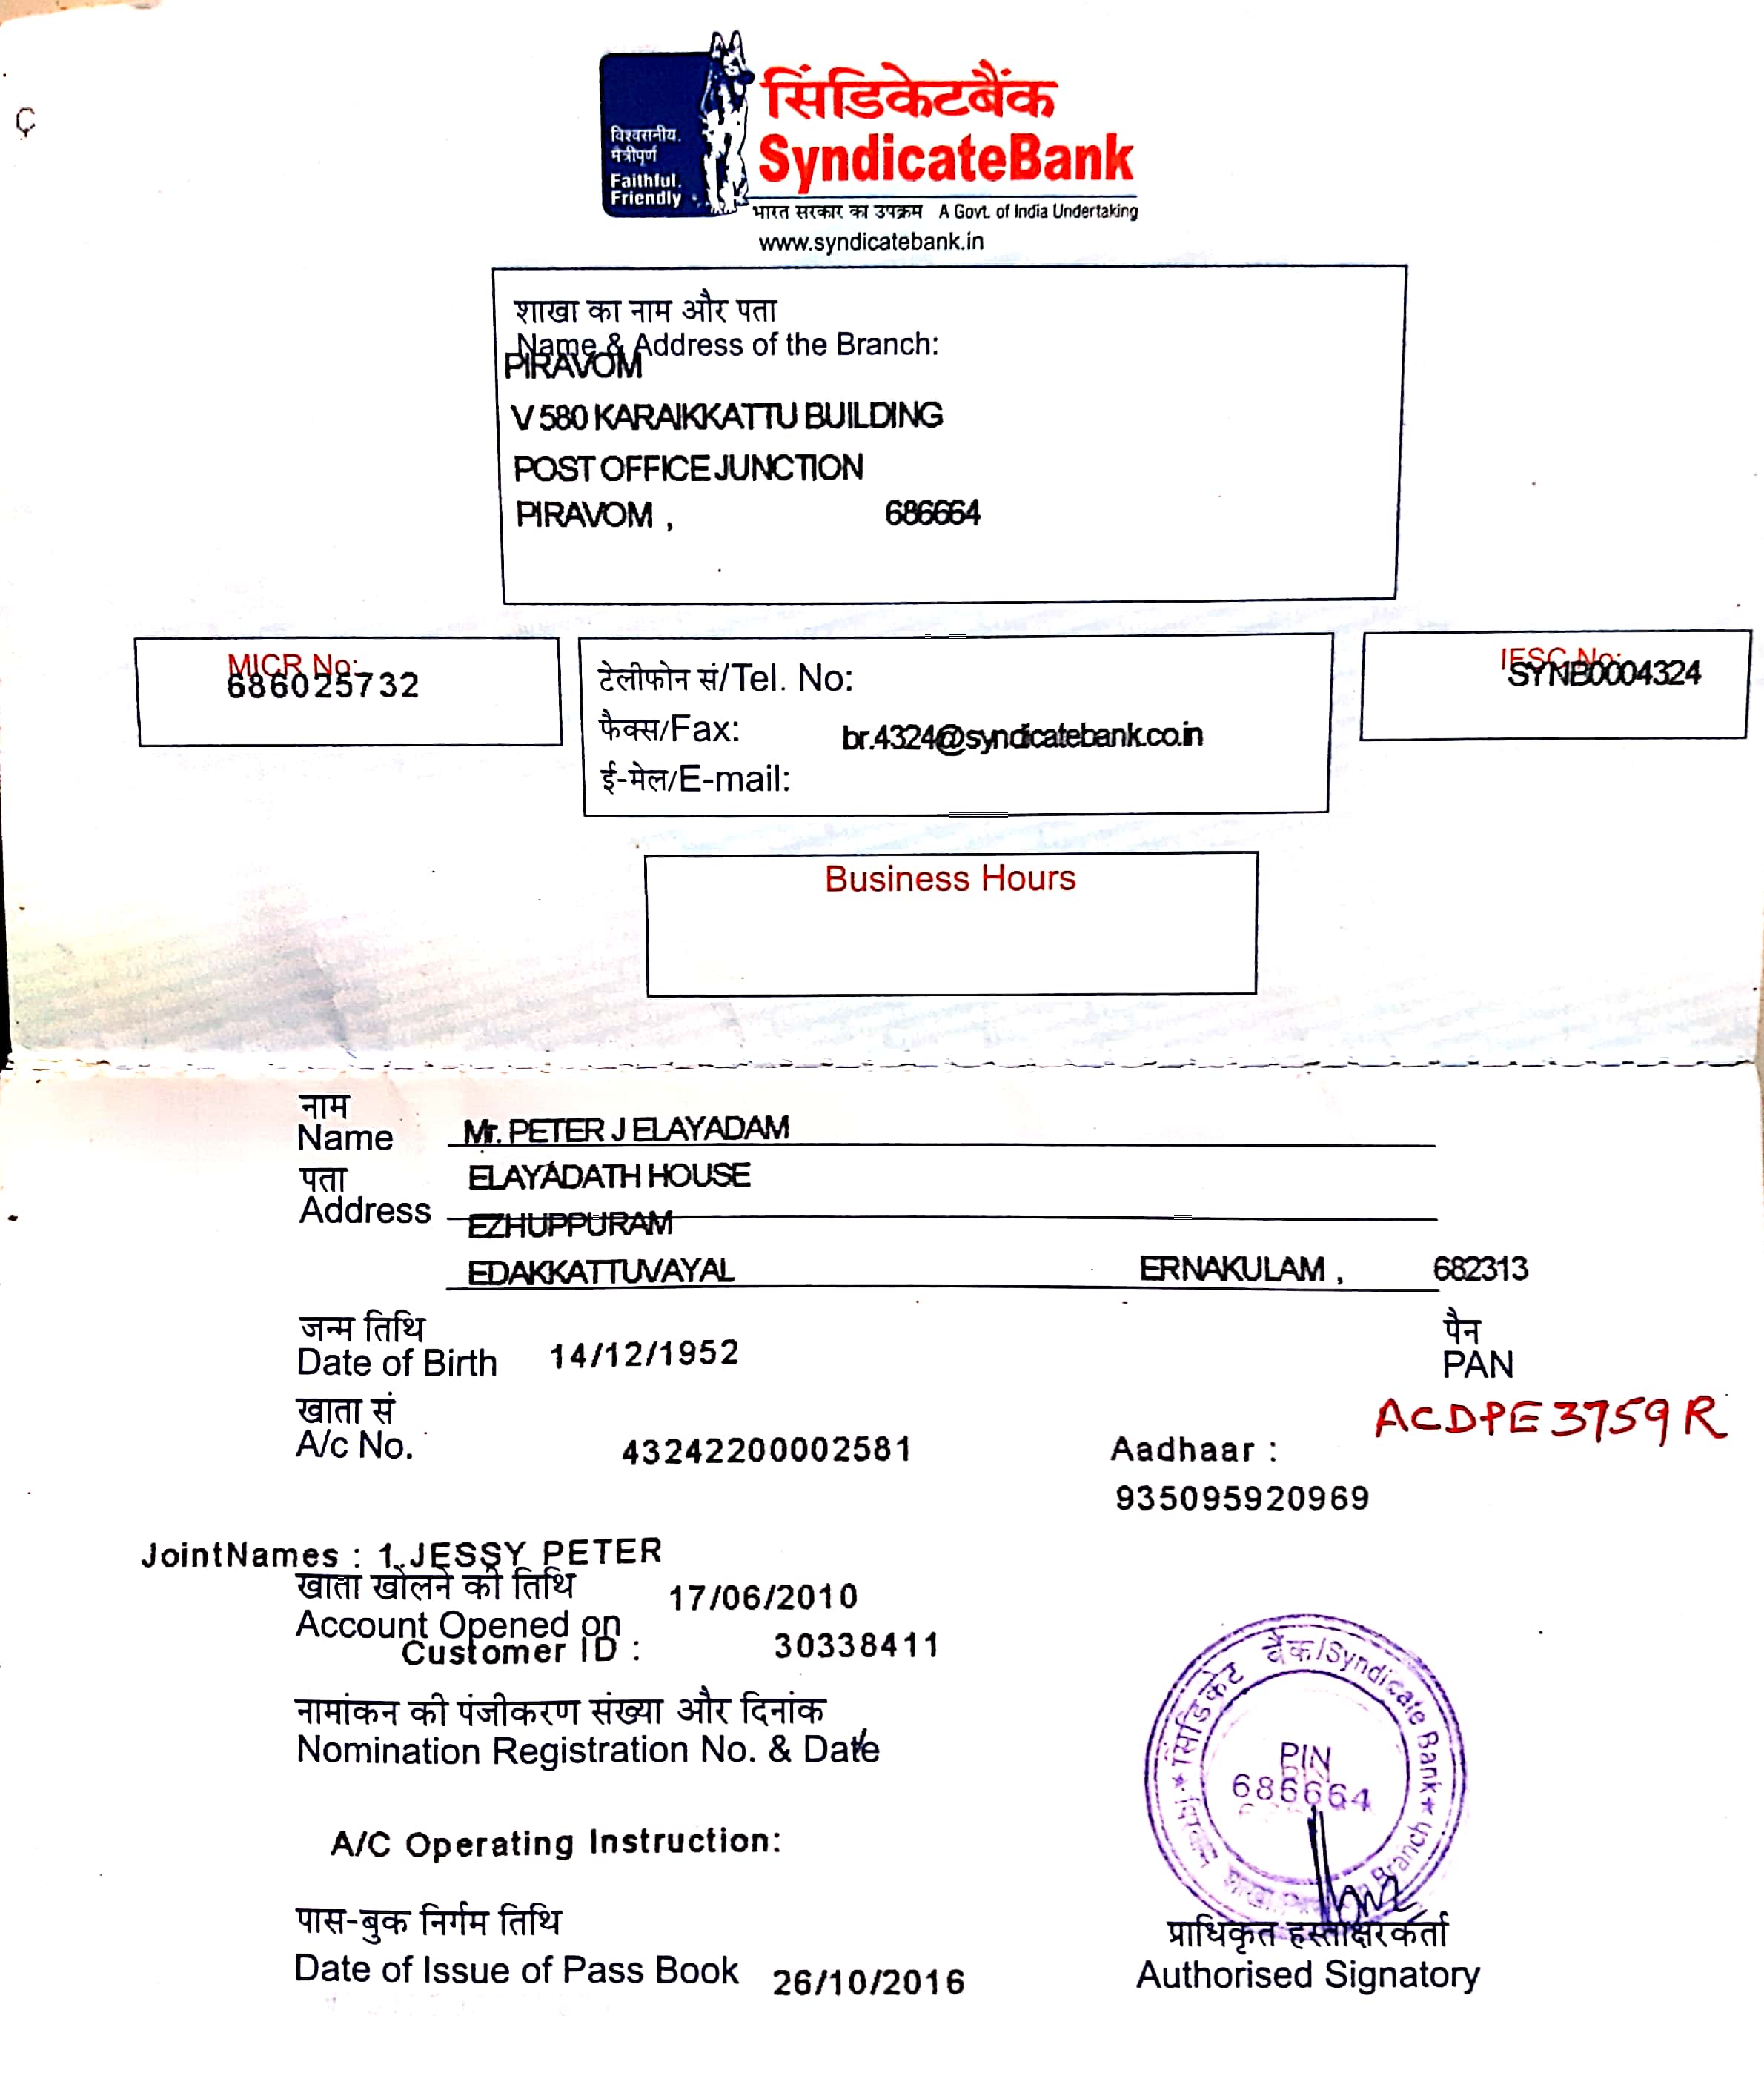 Ç
विश्वसनीय.
मैत्रीपूर्ण
Faithful.
Friendly
सिंडिकेटबैंक
SyndicateBank
भारत सरकार का उपक्रम A Govt. of India Undertaking
www.syndicatebank.in
शाखा का नाम और पता
Name & Address of the Branch:
PIRAVOM
V 580 KARAIKKATTU BUILDING
POST OFFICE JUNCTION
PIRAVOM , 686664
MICR No:
686025732
टेलीफोन सं/Tel. No:
फैक्स/Fax:
br.4324@syndicatebank.co.in
ई-मेल/E-mail:
IFSC No:
SYNB0004324
Business Hours
नाम
Name Mr. PETER J ELAYADAM
पता
Address
ELAYADATH HOUSE
EZHUPPURAM
EDAKKATTUVAYAL ERNAKULAM , 682313
जन्म तिथि
Date of Birth 14/12/1952
पैन
PAN
ACDPE3759R
खाता सं
A/c No. 43242200002581
Aadhaar :
935095920969
JointNames : 1.JESSY PETER
खाता खोलने की तिथि
Account Opened on 17/06/2010
Customer ID : 30338411
नामांकन की पंजीकरण संख्या और दिनांक
Nomination Registration No. & Date
सिंडिकेट बैंक/Syndicate Bank
PIN
686664
शाखा
Branch
A/C Operating Instruction:
पास-बुक निर्गम तिथि
Date of Issue of Pass Book 26/10/2016
प्राधिकृत हस्ताक्षरकर्ता
Authorised Signatory